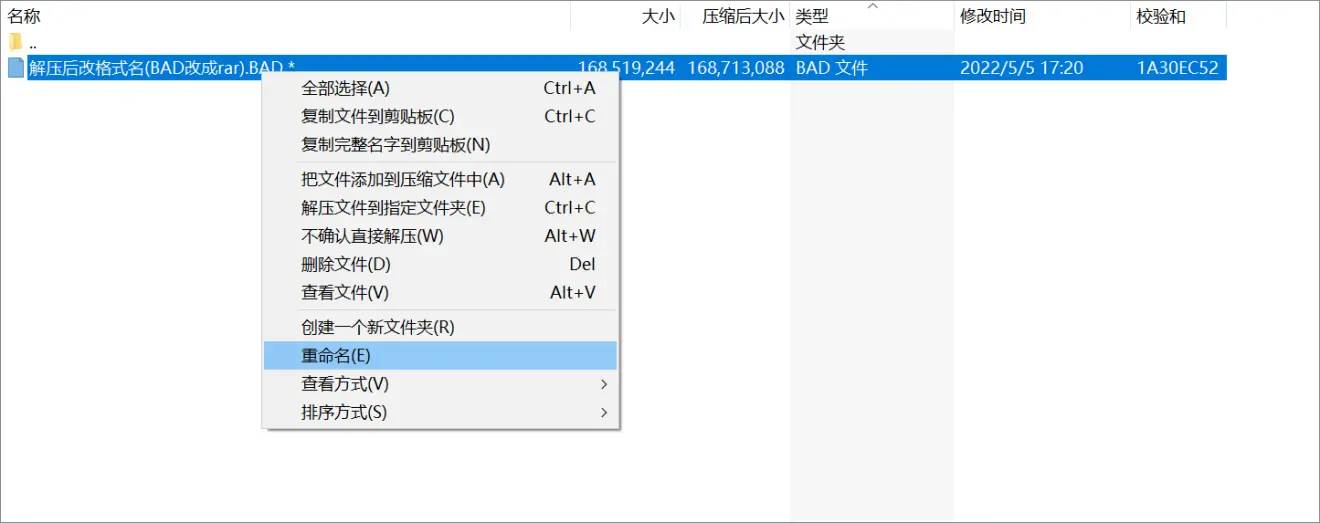 名称 大小 压缩后大小 类型 修改时间 校验和
.. 文件夹
解压后改格式名(BAD改成rar).BAD * 168,519,244 168,713,088 BAD 文件 2022/5/5 17:20 1A30EC52
全部选择(A) Ctrl+A
复制文件到剪贴板(C) Ctrl+C
复制完整名字到剪贴板(N)
把文件添加到压缩文件中(A) Alt+A
解压文件到指定文件夹(E) Ctrl+C
不确认直接解压(W) Alt+W
删除文件(D) Del
查看文件(V) Alt+V
创建一个新文件夹(R)
重命名(E)
查看方式(V)
排序方式(S)